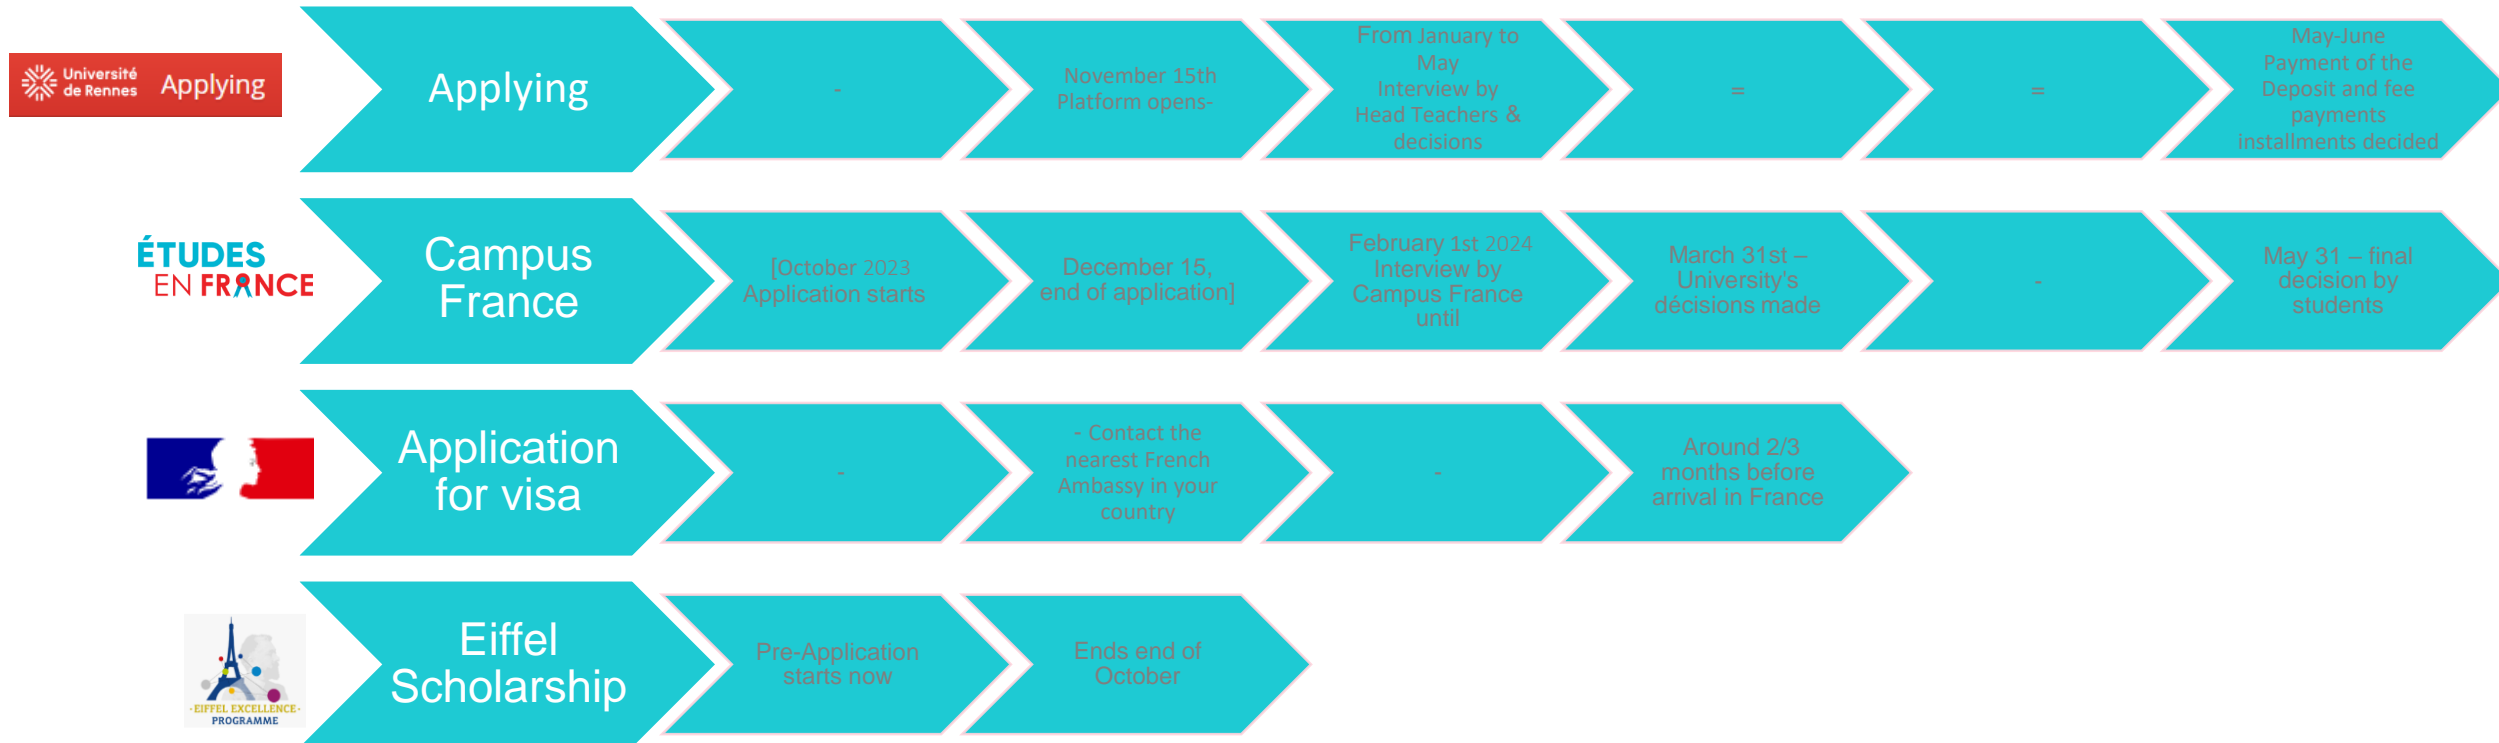 Université
de Rennes
Applying
Applying
-
November 15th
Platform opens-
From January to
May
Interview by
Head Teachers &
decisions
=
=
May-June
Payment of the
Deposit and fee
payments
installments decided
ÉTUDES
EN FRANCE
Campus
France
[October 2023
Application starts
December 15,
end of application]
February 1st 2024
Interview by
Campus France
until
March 31st –
University's
décisions made
-
May 31 – final
decision by
students
Application
for visa
-
- Contact the
nearest French
Ambassy in your
country
-
Around 2/3
months before
arrival in France
·EIFFEL EXCELLENCE·
PROGRAMME
Eiffel
Scholarship
Pre-Application
starts now
Ends end of
October